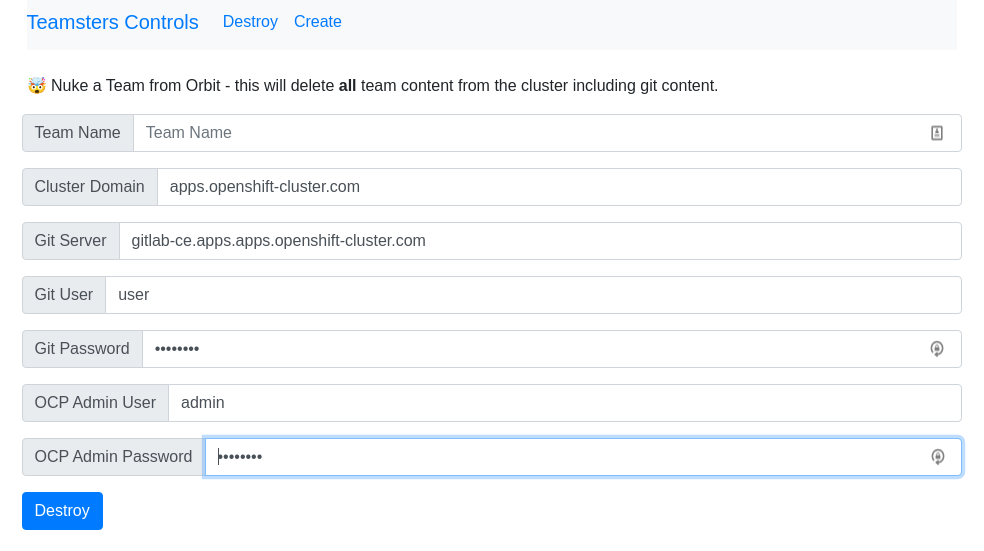 Teamsters Controls Destroy Create
🤯 Nuke a Team from Orbit - this will delete all team content from the cluster including git content.
Team Name Team Name
Cluster Domain apps.openshift-cluster.com
Git Server gitlab-ce.apps.apps.openshift-cluster.com
Git User user
Git Password ••••••••
OCP Admin User admin
OCP Admin Password ••••••••
Destroy